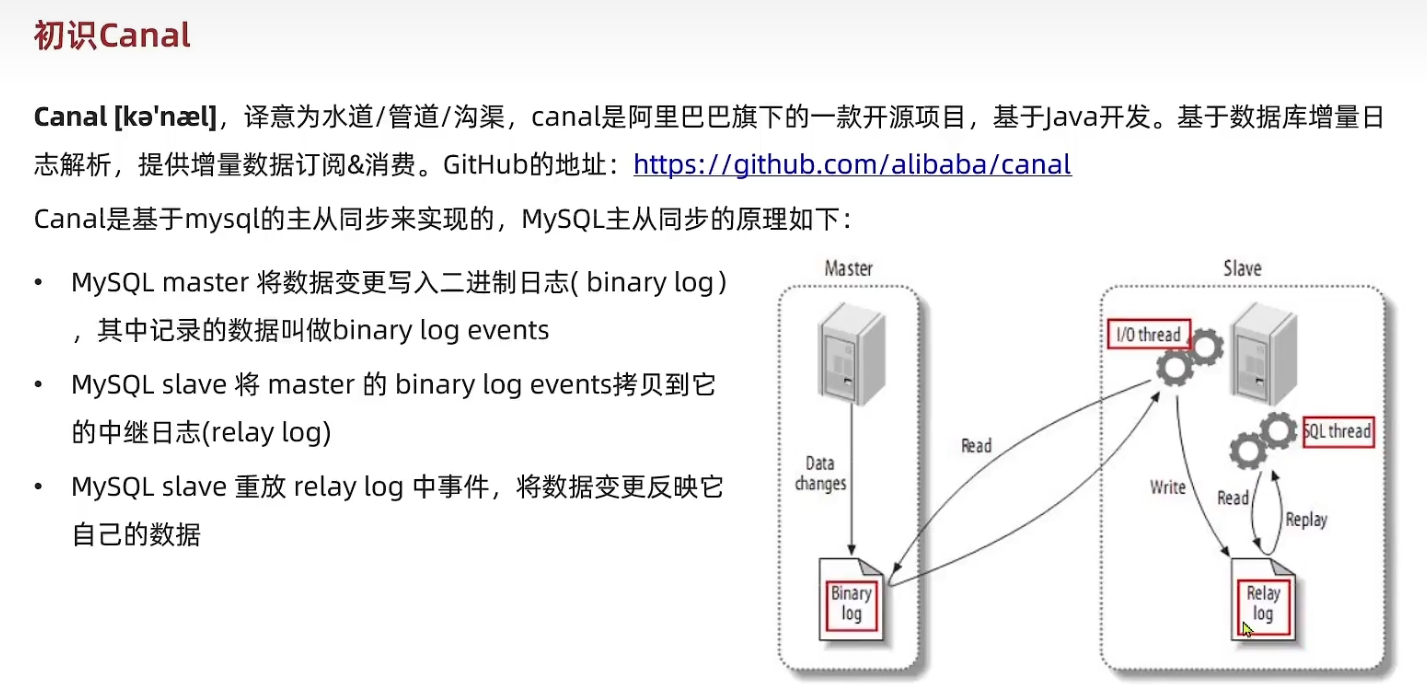 初识Canal
Canal [kə'næl]，译意为水道/管道/沟渠，canal是阿里巴巴旗下的一款开源项目，基于Java开发。基于数据库增量日
志解析，提供增量数据订阅&消费。GitHub的地址：https://github.com/alibaba/canal
Canal是基于mysql的主从同步来实现的，MySQL主从同步的原理如下：
• MySQL master 将数据变更写入二进制日志( binary log）
，其中记录的数据叫做binary log events
• MySQL slave 将 master 的 binary log events拷贝到它
的中继日志(relay log)
• MySQL slave 重放 relay log 中事件，将数据变更反映它
自己的数据
Master
Data
changes
Binary
log
Read
Slave
I/O thread
SQL thread
Write
Read
Replay
Relay
log